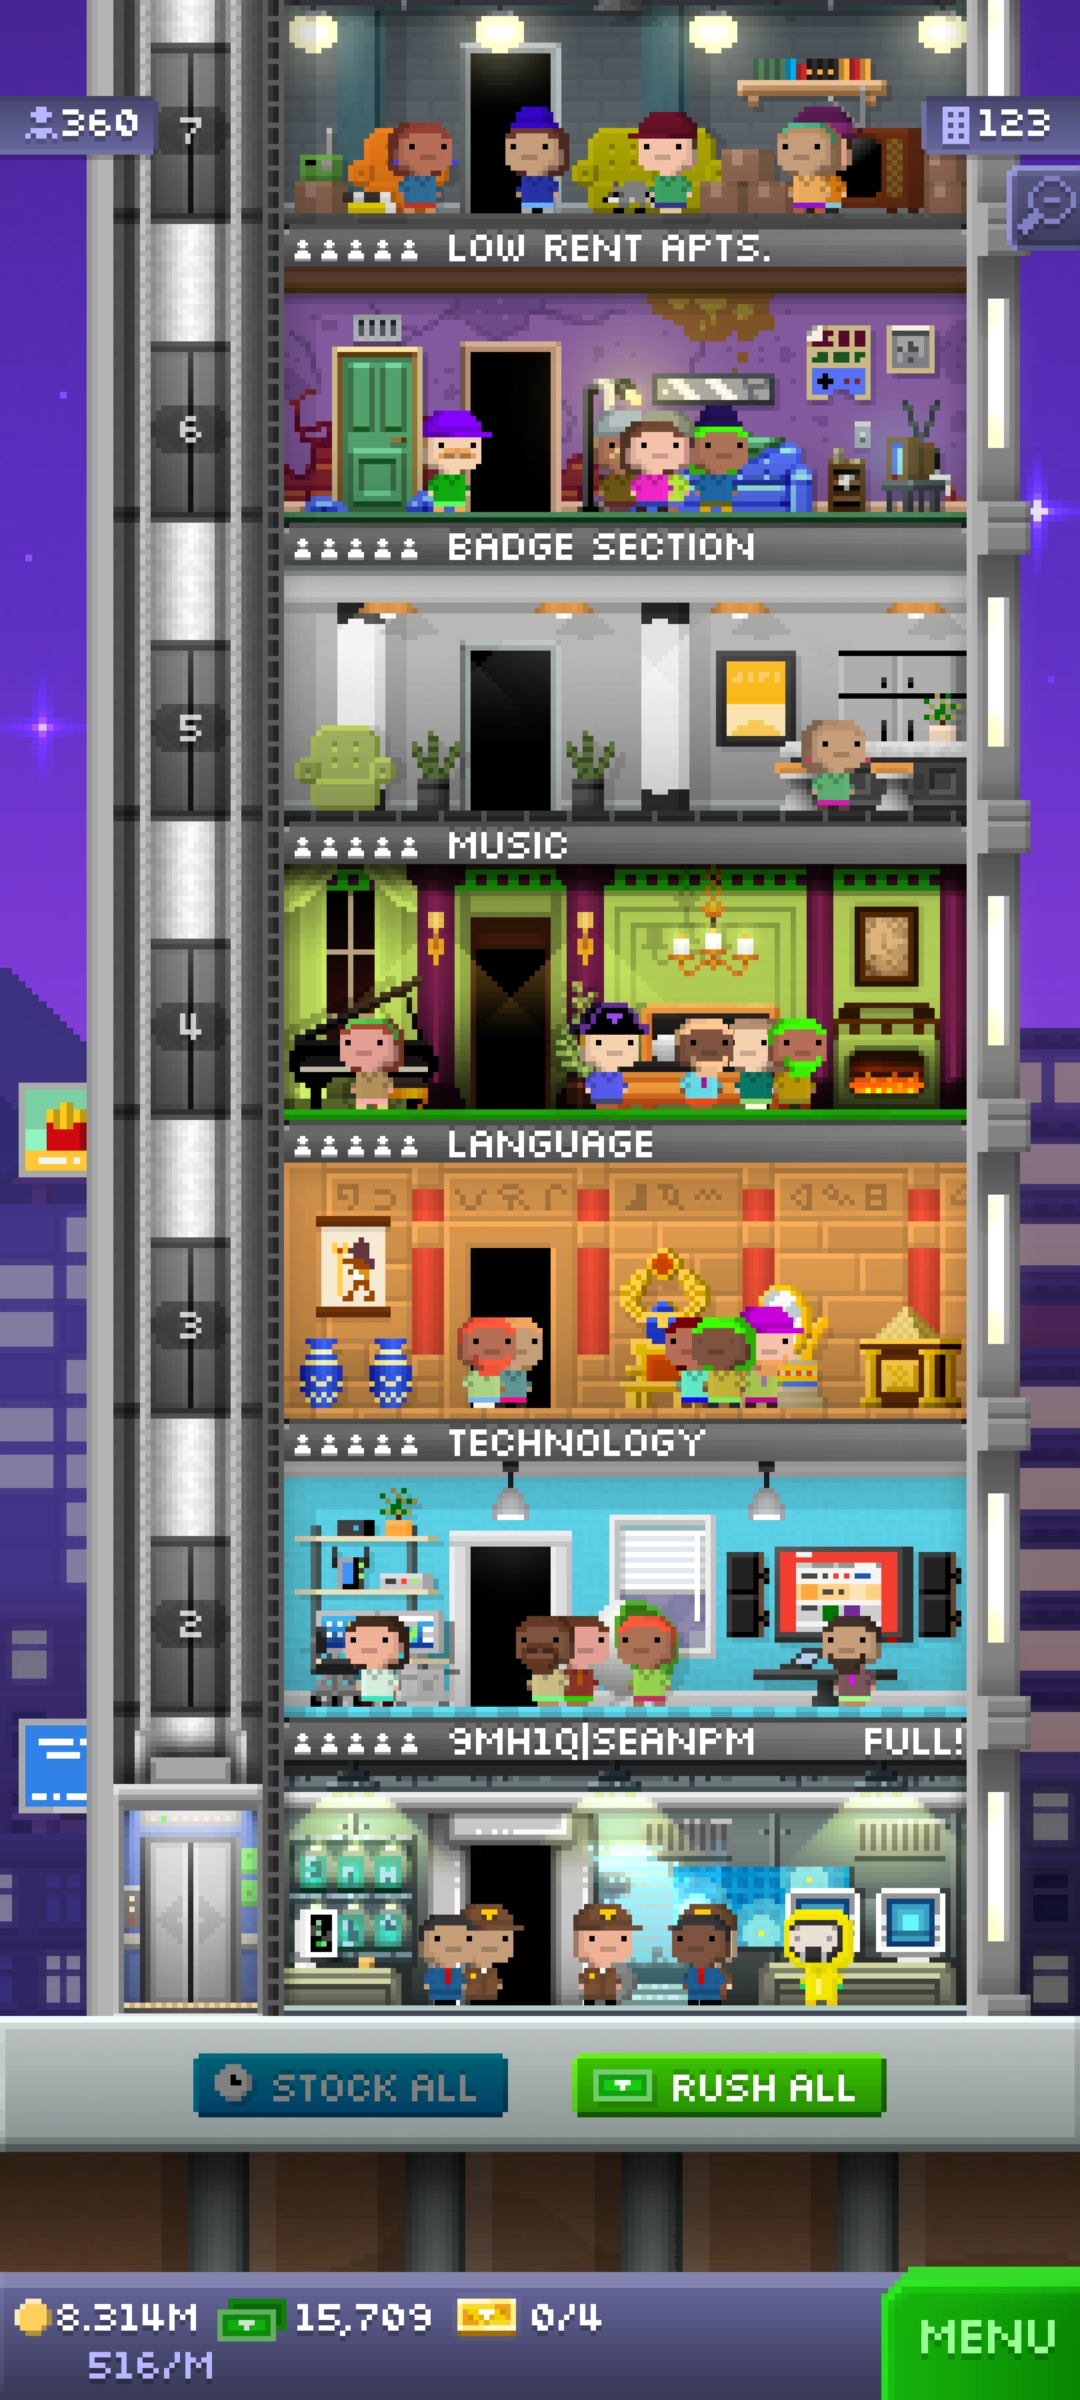 360
7
123
LOW RENT APTS.
6
BADGE SECTION
5
MUSIC
4
LANGUAGE
3
TECHNOLOGY
2
9MH1Q|SEANPM FULL!
STOCK ALL
RUSH ALL
8.314M 15,709 0/4
516/M
MENU